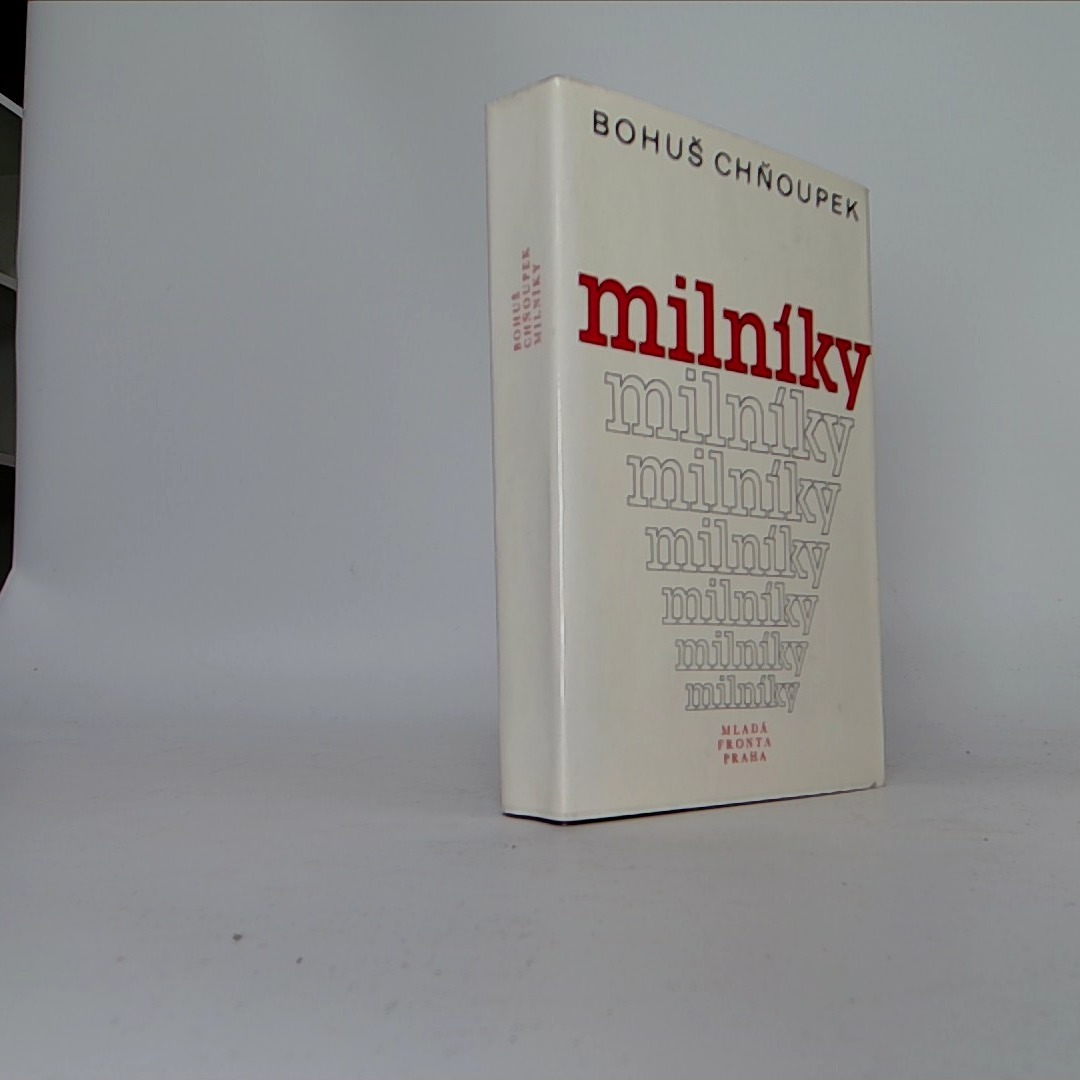 BOHUŠ
CHŇOUPEK
MILNÍKY
BOHUŠ CHŇOUPEK
milníky
milníky
milníky
milníky
milníky
milníky
milníky
MLADÁ
FRONTA
PRAHA